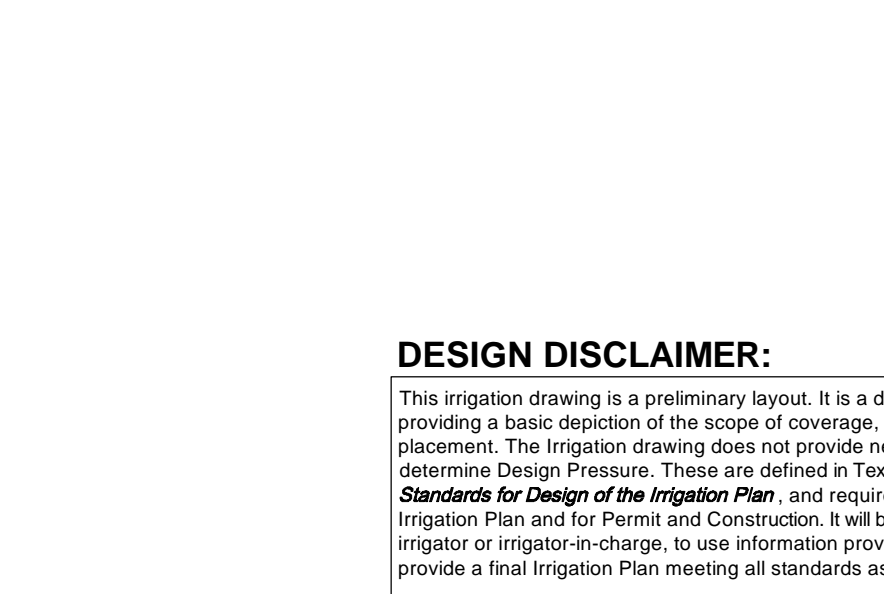 DESIGN DISCLAIMER:
This irrigation drawing is a preliminary layout. It is a
providing a basic depiction of the scope of coverage,
placement. The Irrigation drawing does not provide
determine Design Pressure. These are defined in
Standards for Design of the Irrigation Plan , and
Irrigation Plan and for Permit and Construction. It will
irrigator or irrigator-in-charge, to use information
provide a final Irrigation Plan meeting all standards as